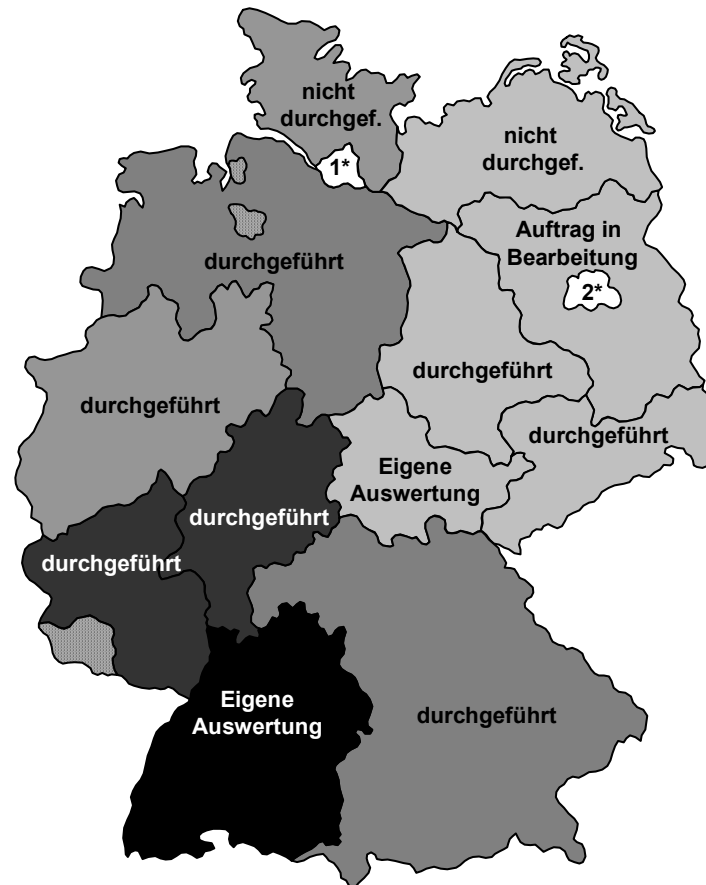 nicht
durchgef.
nicht
durchgef.
1*
Auftrag in
Bearbeitung
durchgeführt
2*
durchgeführt
durchgeführt
durchgeführt
Eigene
Auswertung
durchgeführt
durchgeführt
Eigene
Auswertung
durchgeführt